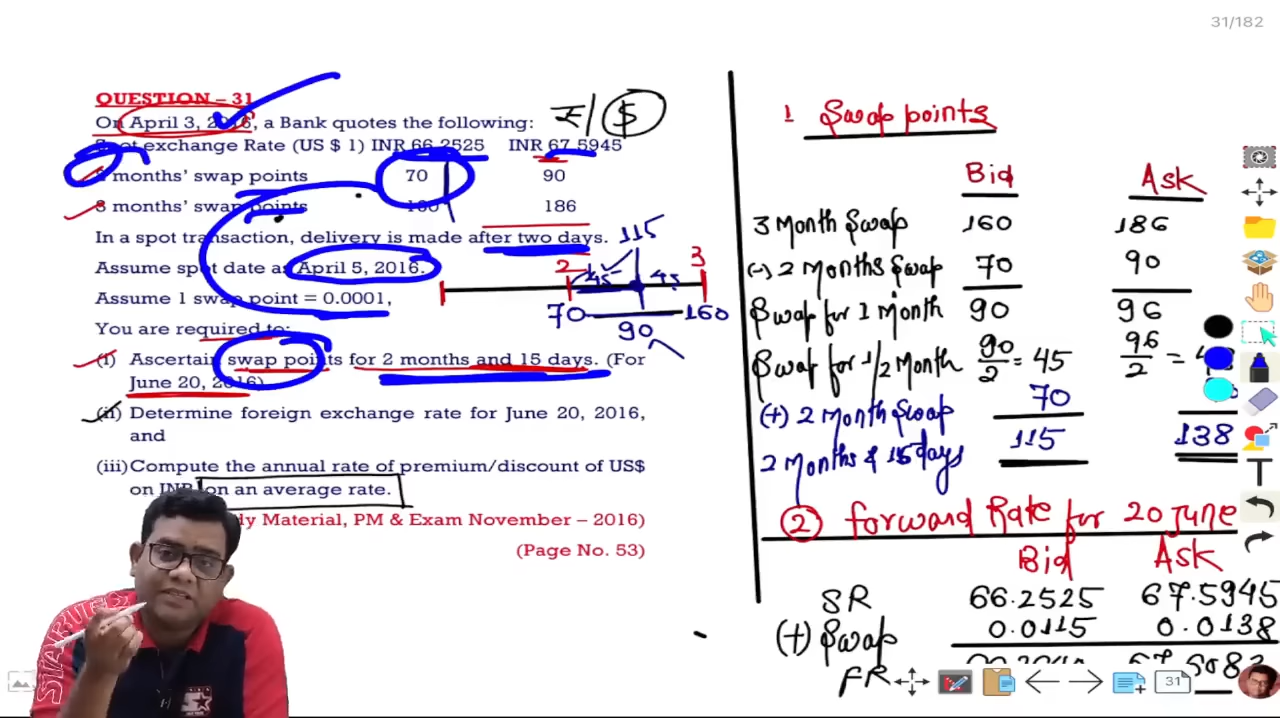 31/182
QUESTION – 31
On April 3, 2016, a Bank quotes the following:
₹/$
Spot exchange Rate (US $ 1) INR 66.2525 INR 67.5945
months' swap points 70 90
3 months' swap points 160 186
In a spot transaction, delivery is made after two days.
Assume spot date as April 5, 2016.
Assume 1 swap point = 0.0001,
You are required to:
(i) Ascertain swap points for 2 months and 15 days. (For
June 20, 2016)
(ii) Determine foreign exchange rate for June 20, 2016,
and
(iii) Compute the annual rate of premium/discount of US$
on INR on an average rate.
dy Material, PM & Exam November – 2016)
(Page No. 53)
115
2 3
45 45
70 160
90
1 Swap points
Bid Ask
3 Month Swap 160 186
(-) 2 Months Swap 70 90
Swap for 1 Month 90 96
Swap for 1/2 Month 90/2 = 45 96/2 =
(+) 2 Month Swap 70
2 Months & 15 days 115 138
② Forward Rate for 20 June
Bid Ask
SR 66.2525 67.5945
(+) Swap 0.0115 0.0138
FR
31
STAR